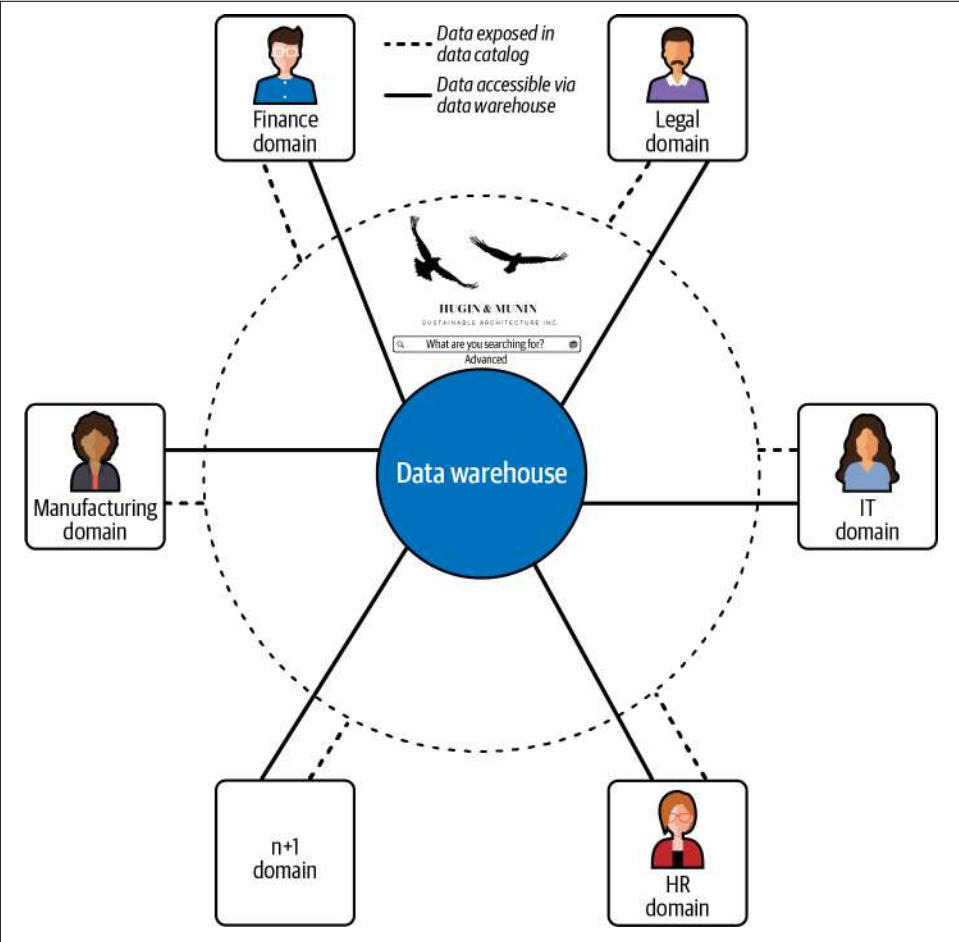 Finance
domain
Data exposed in
data catalog
Data accessible via
data warehouse
Legal
domain
HUGIN & MUNIN
SUSTAINABLE ARCHITECTURE INC
What are you searching for?
Advanced
Manufacturing
domain
Data warehouse
IT
domain
n+1
domain
HR
domain